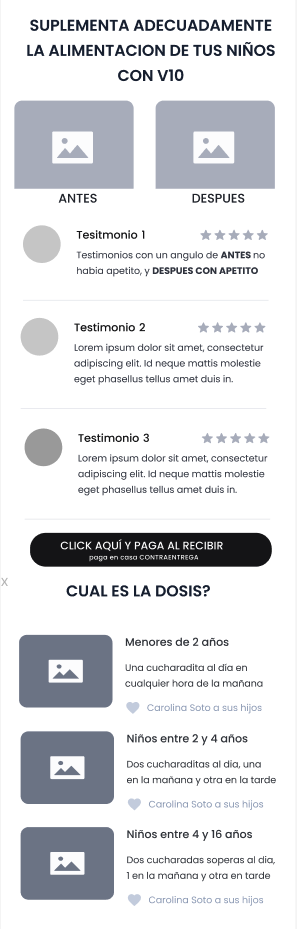 SUPLEMENTA ADECUADAMENTE
LA ALIMENTACION DE TUS NIÑOS
CON V10
ANTES
DESPUES
Tesitmonio 1
Testimonios con un angulo de ANTES no
habia apetito, y DESPUES CON APETITO
Testimonio 2
Lorem ipsum dolor sit amet, consectetur
adipiscing elit. Id neque mattis molestie
eget phasellus tellus amet duis in.
Testimonio 3
Lorem ipsum dolor sit amet, consectetur
adipiscing elit. Id neque mattis molestie
eget phasellus tellus amet duis in.
CLICK AQUÍ Y PAGA AL RECIBIR
paga en casa CONTRAENTREGA
X
CUAL ES LA DOSIS?
Menores de 2 años
Una cucharadita al día en
cualquier hora de la mañana
Carolina Soto a sus hijos
Niños entre 2 y 4 años
Dos cucharaditas al día, una
en la mañana y otra en la tarde
Carolina Soto a sus hijos
Niños entre 4 y 16 años
Dos cucharadas soperas al día,
1 en la mañana y otra en tarde
Carolina Soto a sus hijos